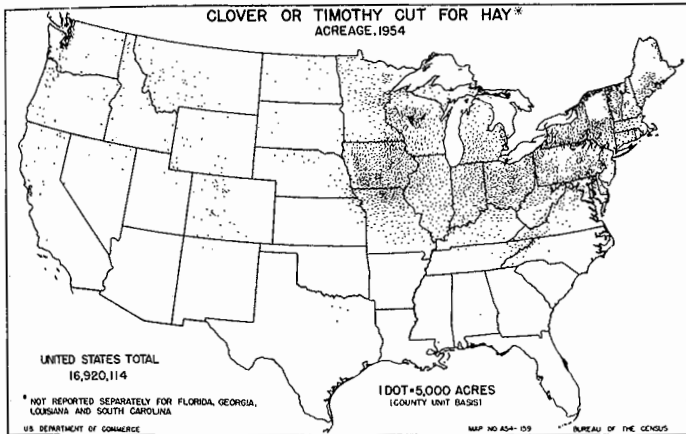 CLOVER OR TIMOTHY CUT FOR HAY*
ACREAGE, 1954
UNITED STATES TOTAL
16,920,114
* NOT REPORTED SEPARATELY FOR FLORIDA, GEORGIA,
LOUISIANA AND SOUTH CAROLINA
1 DOT=5,000 ACRES
(COUNTY UNIT BASIS)
U.S. DEPARTMENT OF COMMERCE
MAP NO. A54-159
BUREAU OF THE CENSUS